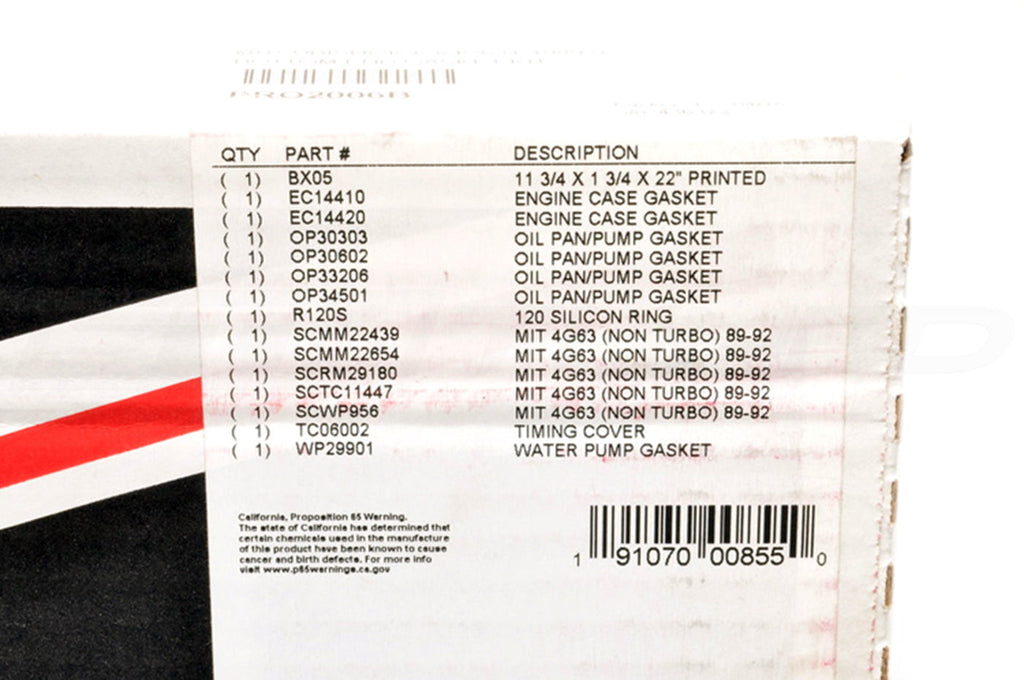 PRO2006B
QTY PART # DESCRIPTION
( 1) BX05 11 3/4 X 1 3/4 X 22" PRINTED
( 1) EC14410 ENGINE CASE GASKET
( 1) EC14420 ENGINE CASE GASKET
( 1) OP30303 OIL PAN/PUMP GASKET
( 1) OP30602 OIL PAN/PUMP GASKET
( 1) OP33206 OIL PAN/PUMP GASKET
( 1) OP34501 OIL PAN/PUMP GASKET
( 1) R120S 120 SILICON RING
( 1) SCMM22439 MIT 4G63 (NON TURBO) 89-92
( 1) SCMM22654 MIT 4G63 (NON TURBO) 89-92
( 1) SCRM29180 MIT 4G63 (NON TURBO) 89-92
( 1) SCTC11447 MIT 4G63 (NON TURBO) 89-92
( 1) SCWP956 MIT 4G63 (NON TURBO) 89-92
( 1) TC06002 TIMING COVER
( 1) WP29901 WATER PUMP GASKET
California, Proposition 65 Warning.
The state of California has determined that
certain chemicals used in the manufacture
of this product have been known to cause
cancer and birth defects. For more info
visit www.p65warnings.ca.gov
1 91070 00855 0